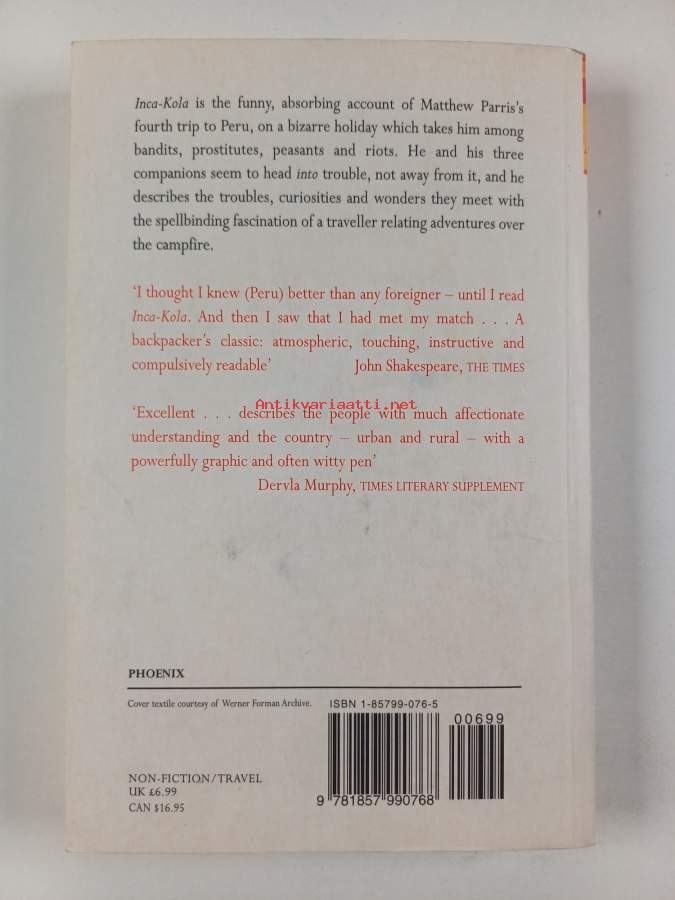 Inca-Kola is the funny, absorbing account of Matthew Parris's
fourth trip to Peru, on a bizarre holiday which takes him among
bandits, prostitutes, peasants and riots. He and his three
companions seem to head into trouble, not away from it, and he
describes the troubles, curiosities and wonders they meet with
the spellbinding fascination of a traveller relating adventures over
the campfire.
'I thought I knew (Peru) better than any foreigner – until I read
Inca-Kola. And then I saw that I had met my match . . . A
backpacker's classic: atmospheric, touching, instructive and
compulsively readable' John Shakespeare, THE TIMES
Antikvariaatti.net
'Excellent . . . describes the people with much affectionate
understanding and the country – urban and rural – with a
powerfully graphic and often witty pen'
Dervla Murphy, TIMES LITERARY SUPPLEMENT
PHOENIX
Cover textile courtesy of Werner Forman Archive.
ISBN 1-85799-076-5
00699
NON-FICTION/TRAVEL
UK £6.99
CAN $16.95
9 781857 990768